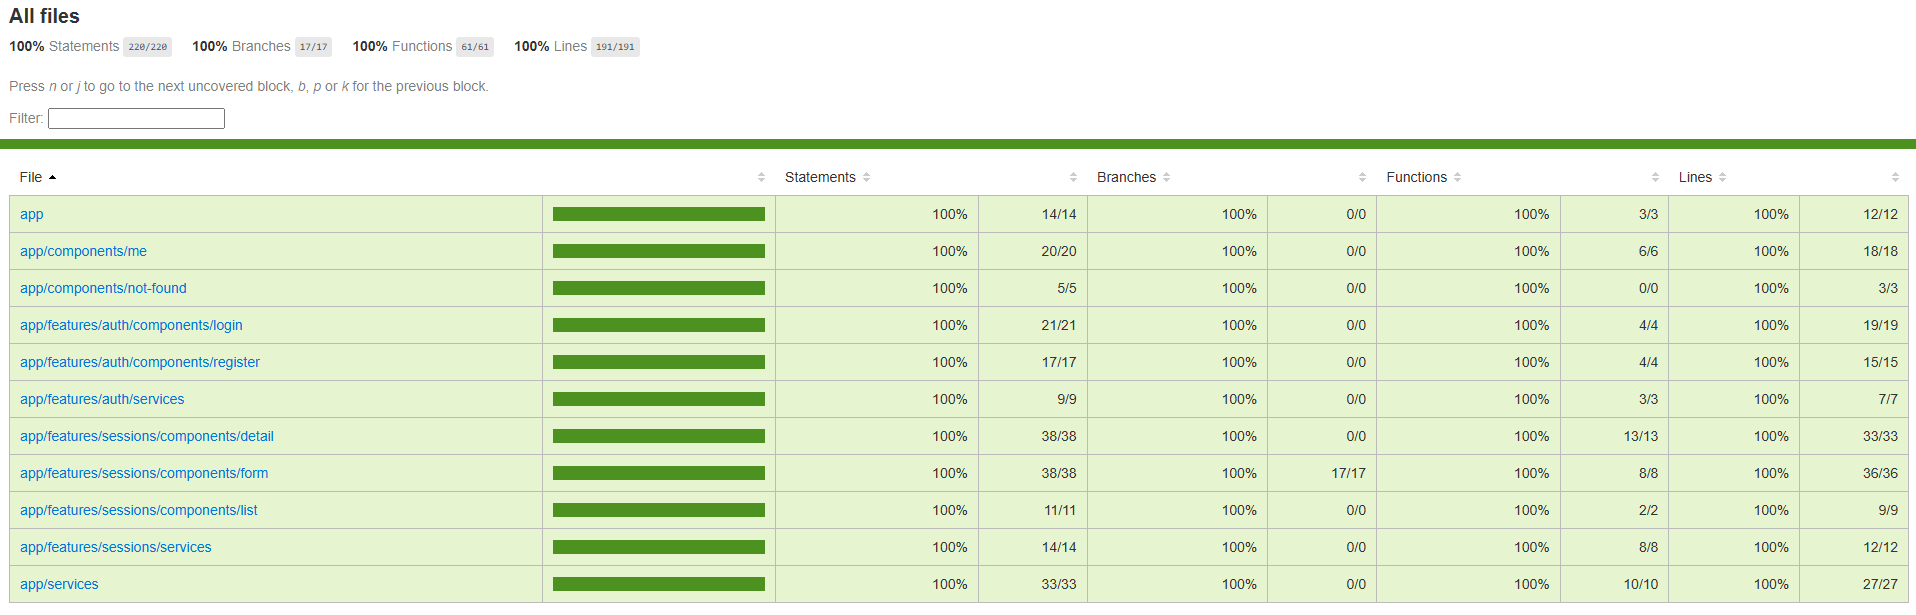 All files
100% Statements 220/220 100% Branches 17/17 100% Functions 61/61 100% Lines 191/191
Press n or j to go to the next uncovered block, b, p or k for the previous block.
Filter:
File Statements Branches Functions Lines
app 100% 14/14 100% 0/0 100% 3/3 100% 12/12
app/components/me 100% 20/20 100% 0/0 100% 6/6 100% 18/18
app/components/not-found 100% 5/5 100% 0/0 100% 0/0 100% 3/3
app/features/auth/components/login 100% 21/21 100% 0/0 100% 4/4 100% 19/19
app/features/auth/components/register 100% 17/17 100% 0/0 100% 4/4 100% 15/15
app/features/auth/services 100% 9/9 100% 0/0 100% 3/3 100% 7/7
app/features/sessions/components/detail 100% 38/38 100% 0/0 100% 13/13 100% 33/33
app/features/sessions/components/form 100% 38/38 100% 17/17 100% 8/8 100% 36/36
app/features/sessions/components/list 100% 11/11 100% 0/0 100% 2/2 100% 9/9
app/features/sessions/services 100% 14/14 100% 0/0 100% 8/8 100% 12/12
app/services 100% 33/33 100% 0/0 100% 10/10 100% 27/27